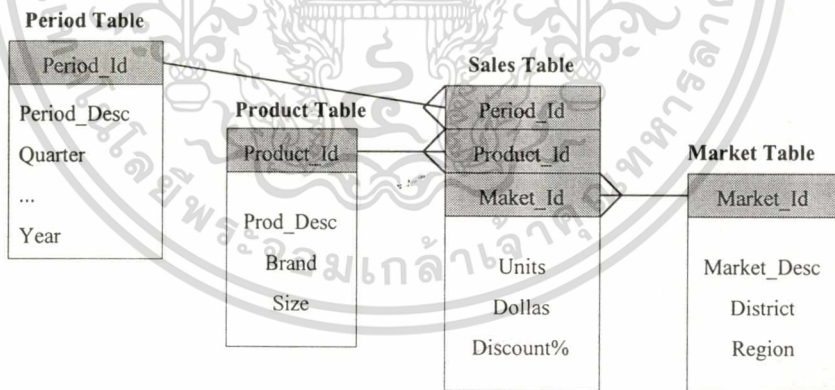 Period Table
Period_Id
Period_Desc
Quarter
...
Year
Product Table
Product_Id
Prod_Desc
Brand
Size
Sales Table
Period_Id
Product_Id
Maket_Id
Units
Dollas
Discount%
Market Table
Market_Id
Market_Desc
District
Region